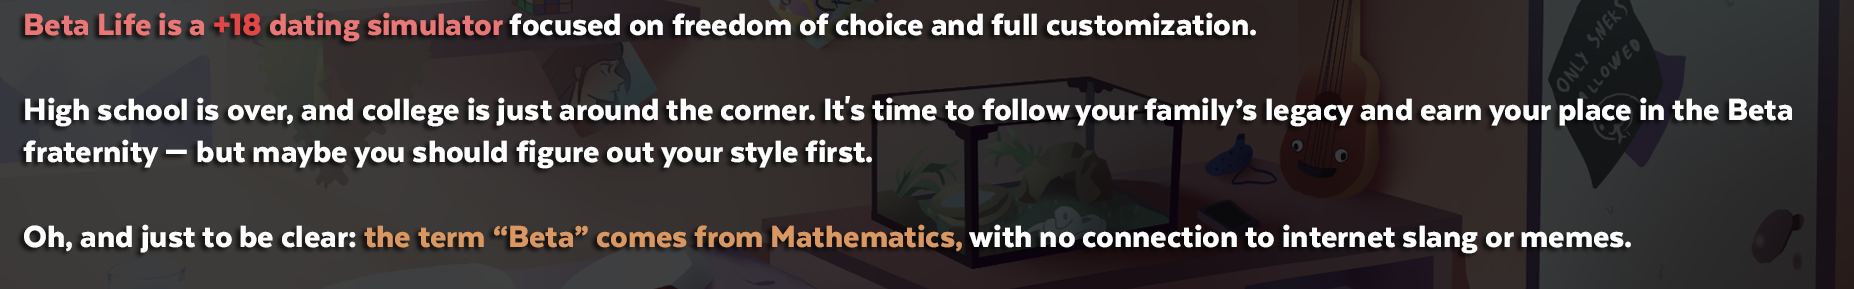 Beta Life is a +18 dating simulator focused on freedom of choice and full customization.
High school is over, and college is just around the corner. It's time to follow your family’s legacy and earn your place in the Beta
fraternity — but maybe you should figure out your style first.
Oh, and just to be clear: the term “Beta” comes from Mathematics, with no connection to internet slang or memes.
ONLY SNEKS
ALLOWED